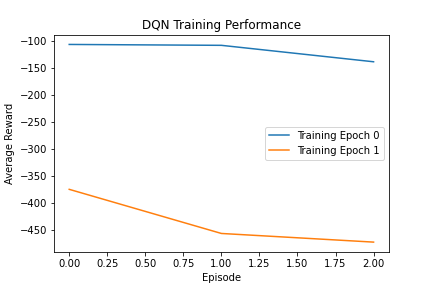 DQN Training Performance
Average Reward
−100
−150
−200
−250
−300
−350
−400
−450
Training Epoch 0
Training Epoch 1
0.00 0.25 0.50 0.75 1.00 1.25 1.50 1.75 2.00
Episode